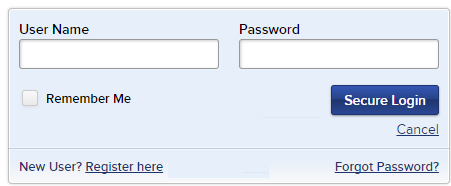 User Name Password
Remember Me Secure Login
Cancel
New User? Register here Forgot Password?